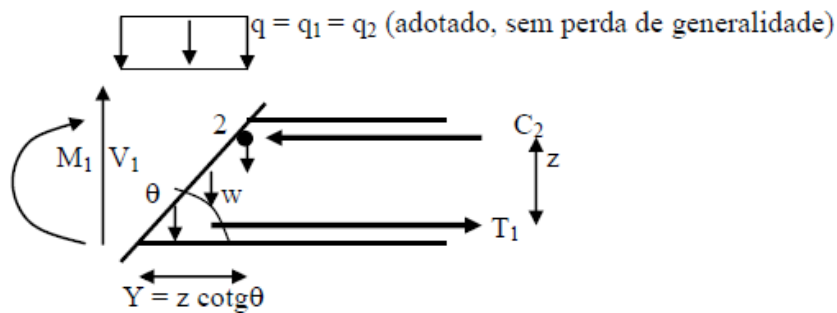 q = q1 = q2 (adotado, sem perda de generalidade)
2
C2
M1
V1
z
θ
w
T1
Y = z cotgθ